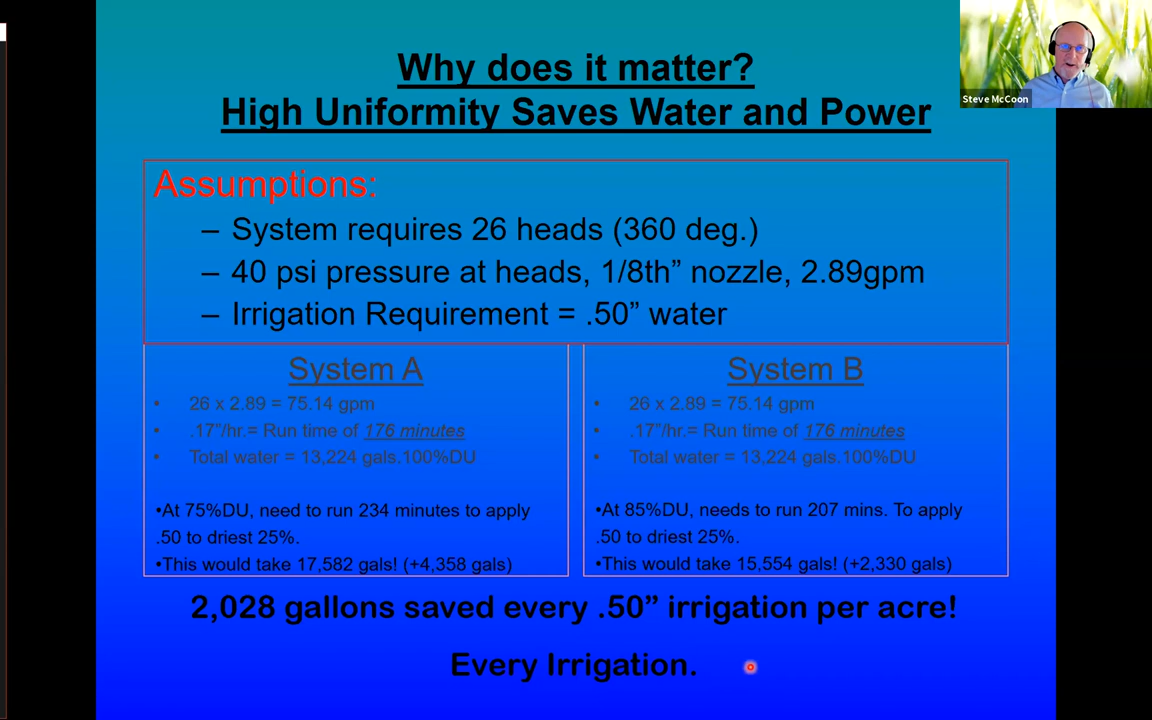 Why does it matter?
High Uniformity Saves Water and Power
Steve McCoon
Assumptions:
– System requires 26 heads (360 deg.)
– 40 psi pressure at heads, 1/8th” nozzle, 2.89gpm
– Irrigation Requirement = .50” water
System A
• 26 x 2.89 = 75.14 gpm
• .17”/hr.= Run time of 176 minutes
• Total water = 13,224 gals.100%DU
•At 75%DU, need to run 234 minutes to apply
.50 to driest 25%.
•This would take 17,582 gals! (+4,358 gals)
System B
• 26 x 2.89 = 75.14 gpm
• .17”/hr.= Run time of 176 minutes
• Total water = 13,224 gals.100%DU
•At 85%DU, needs to run 207 mins. To apply
.50 to driest 25%.
•This would take 15,554 gals! (+2,330 gals)
2,028 gallons saved every .50” irrigation per acre!
Every Irrigation.